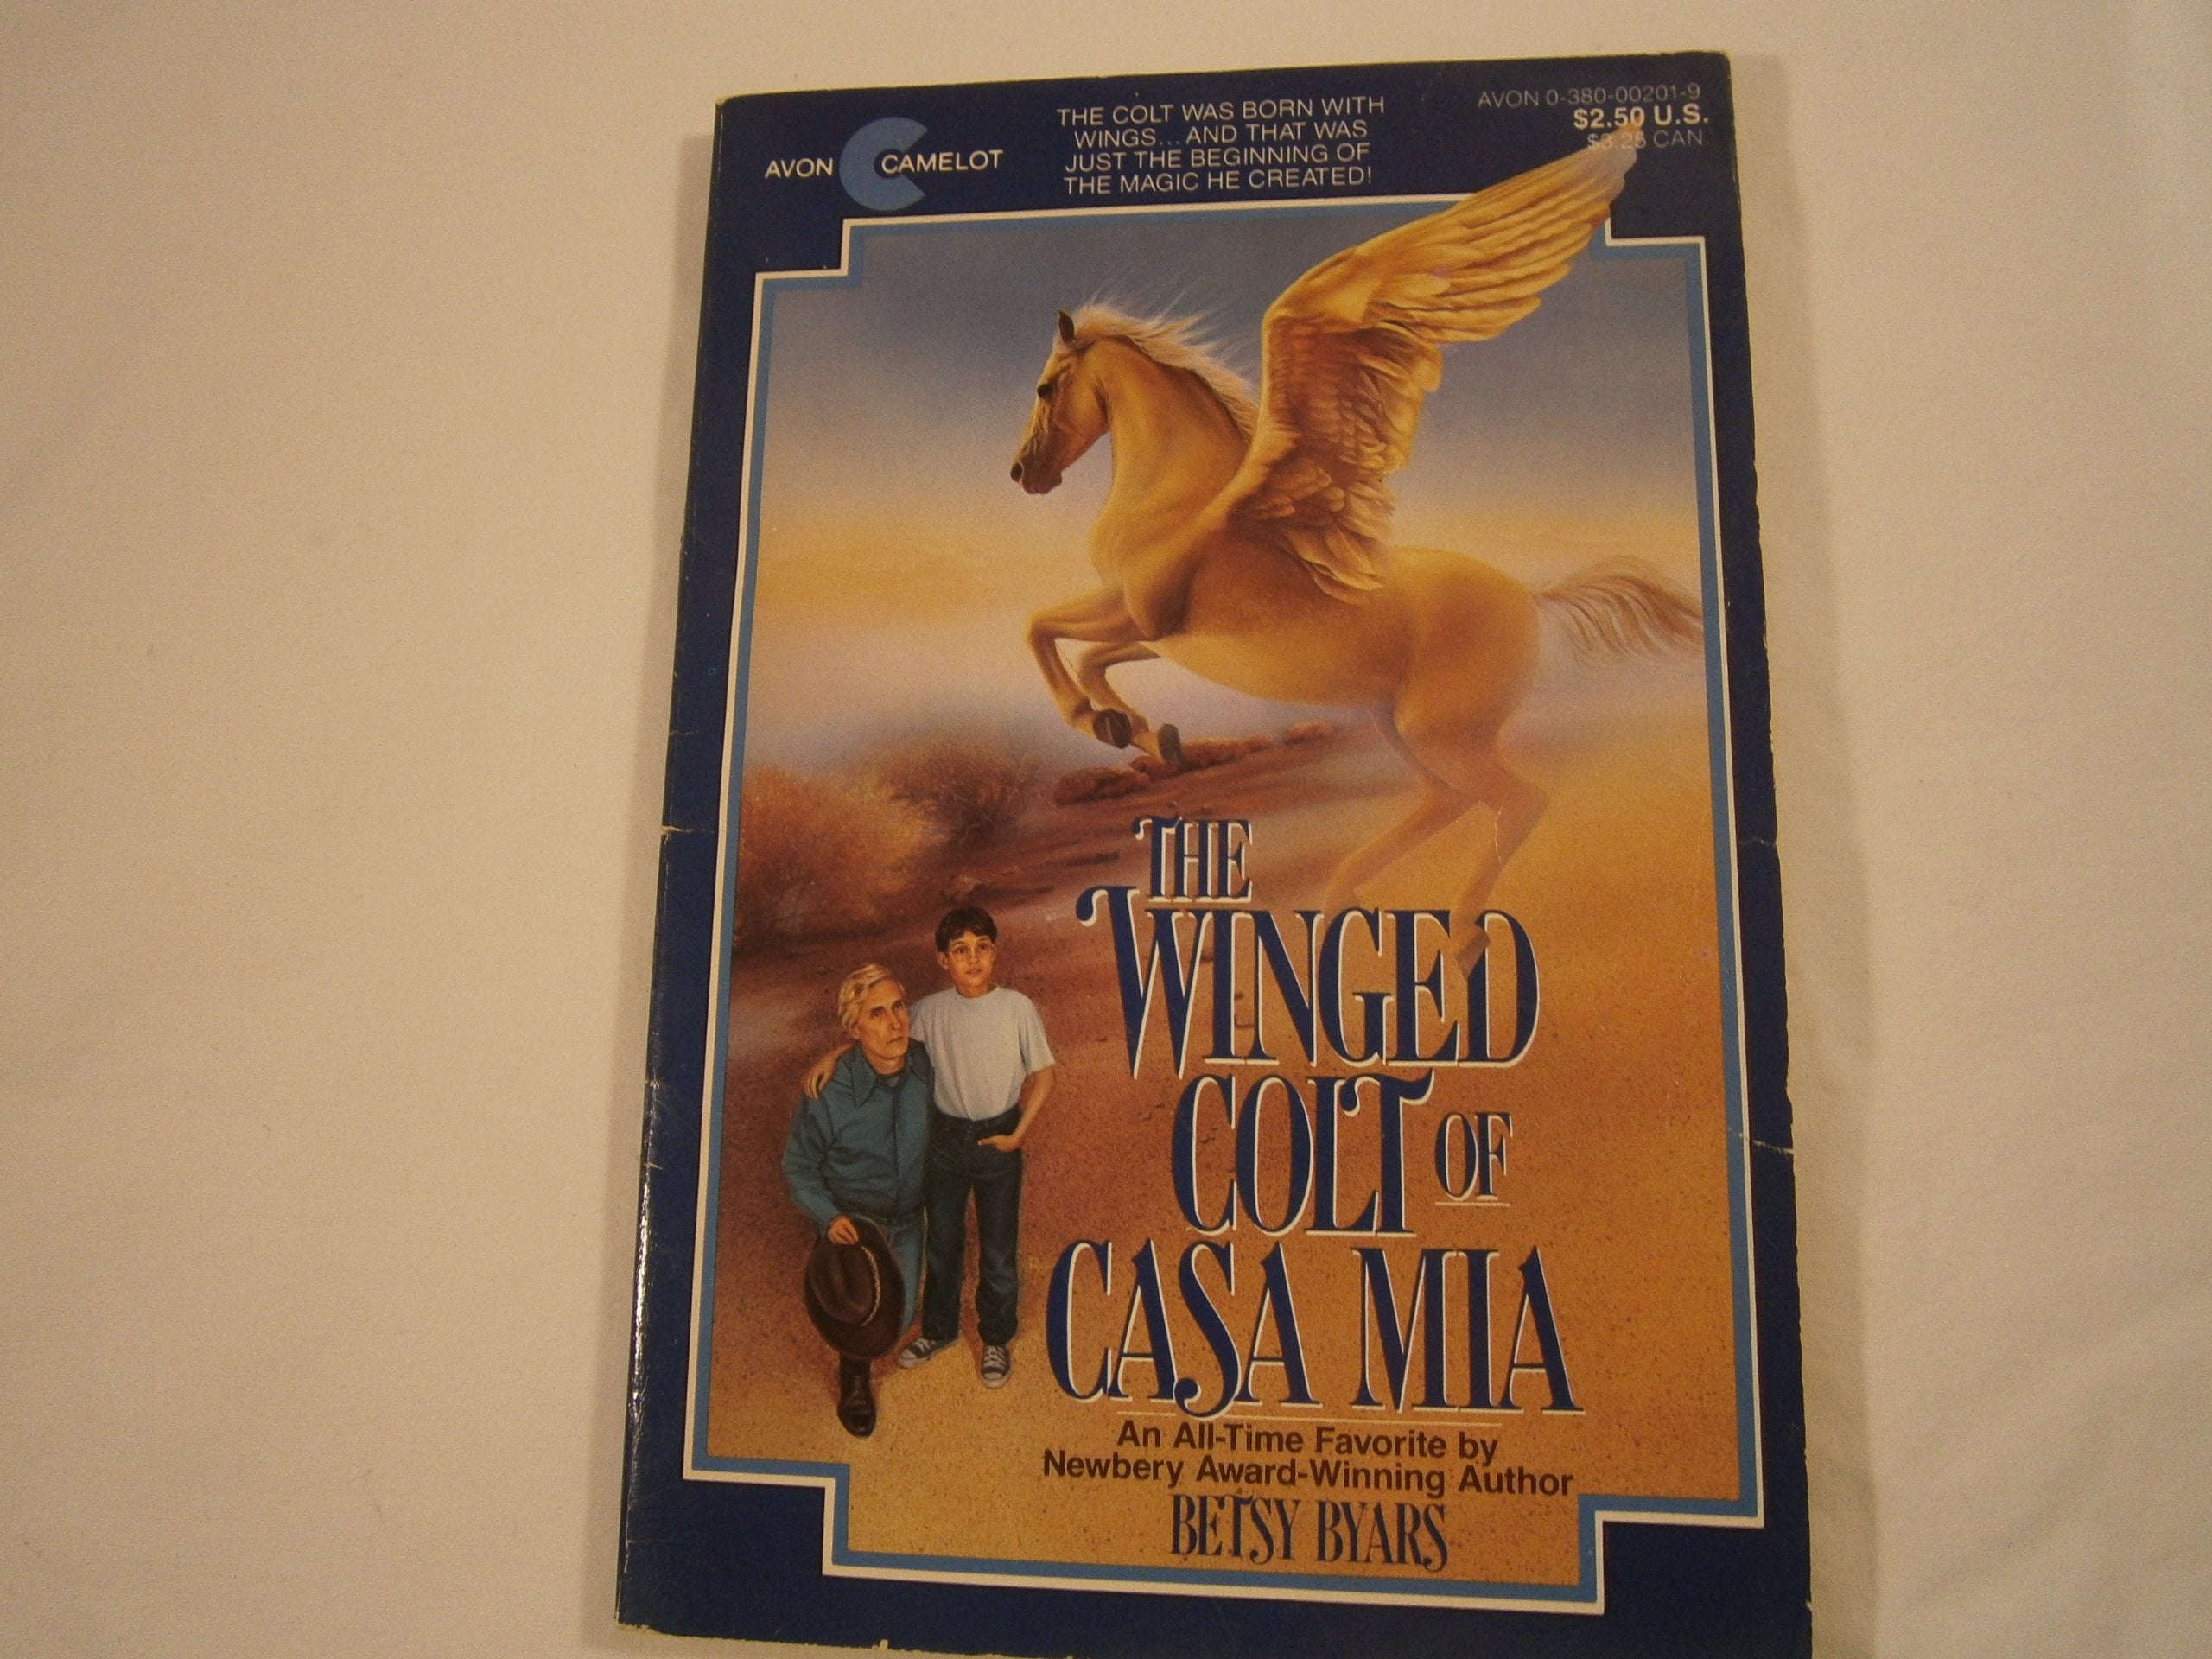 AVON CAMELOT
THE COLT WAS BORN WITH
WINGS...AND THAT WAS
JUST THE BEGINNING OF
THE MAGIC HE CREATED!
AVON 0-380-00201-9
$2.50 U.S.
$3.25 CAN
THE
WINGED
COLT OF
CASA MIA
An All-Time Favorite by
Newbery Award-Winning Author
BETSY BYARS